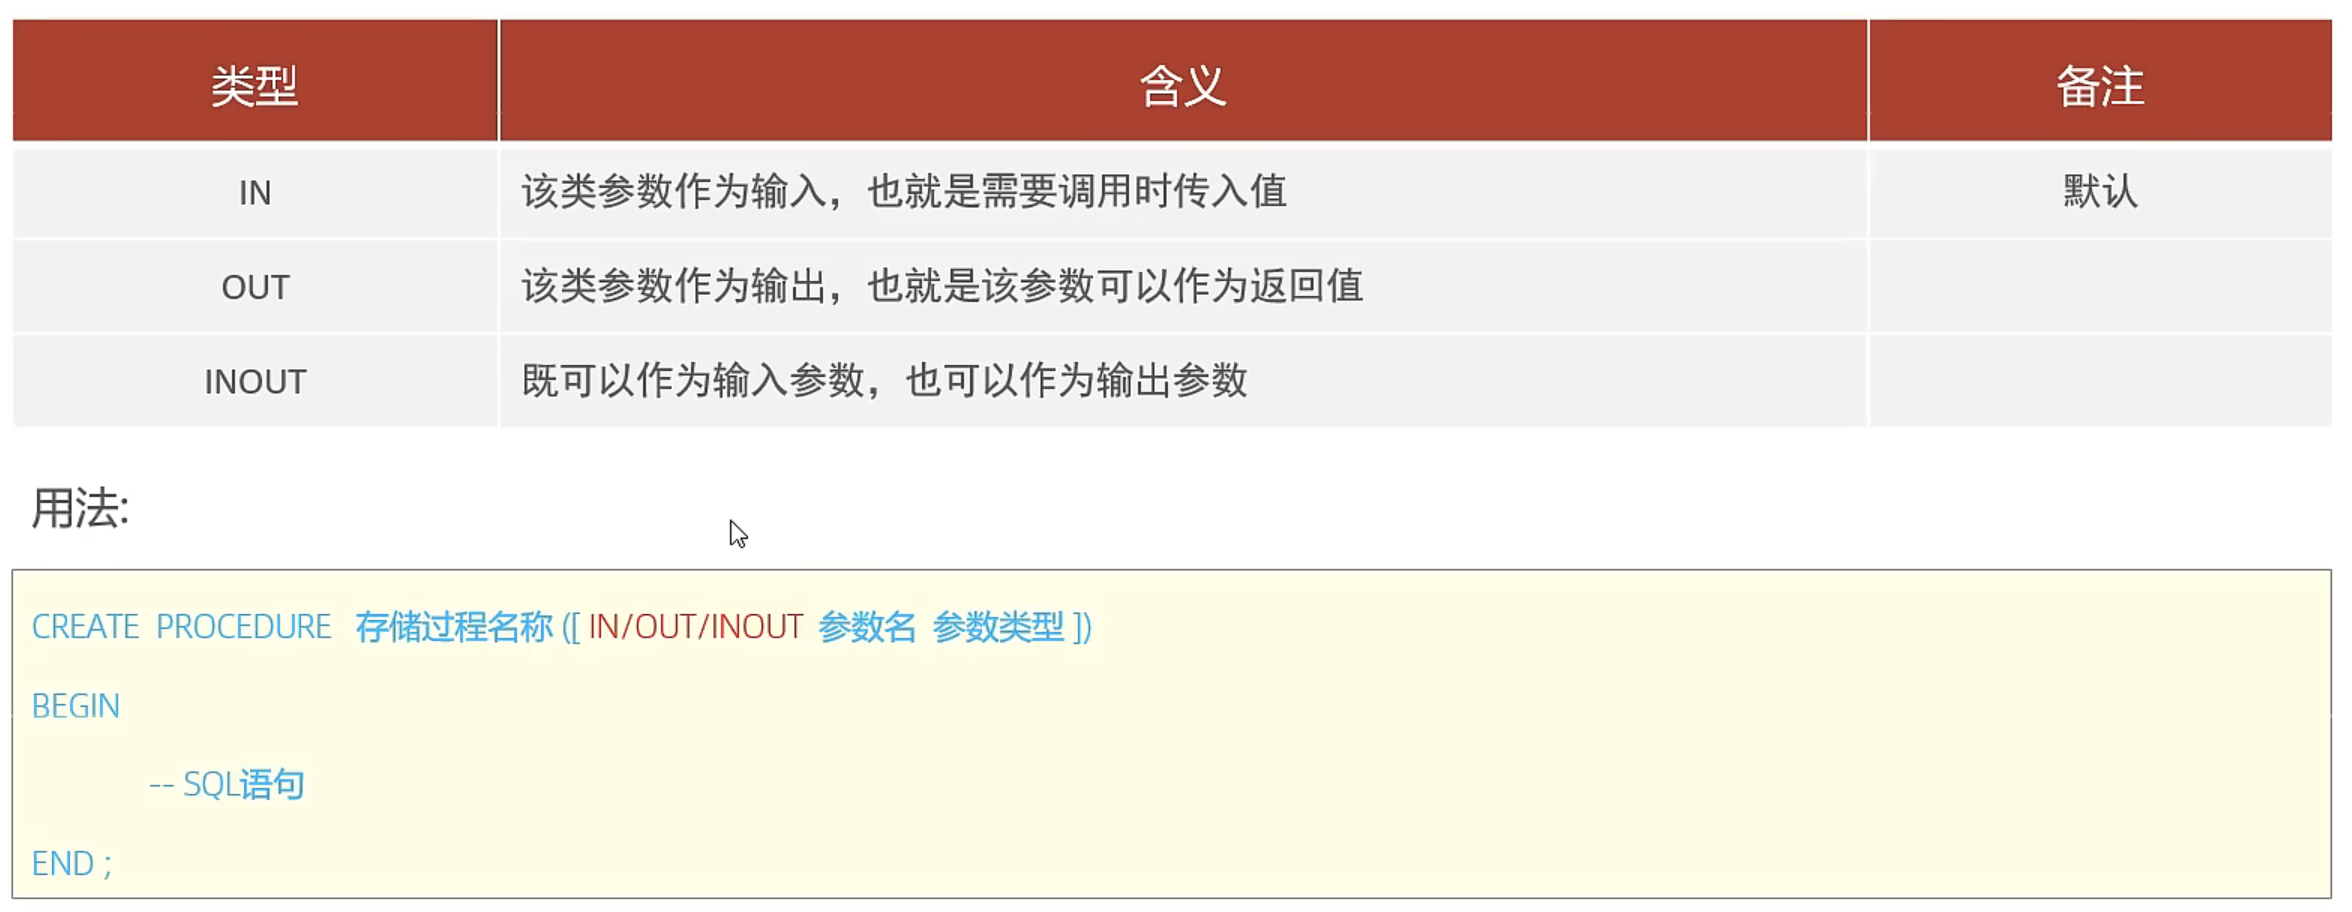 类型 含义 备注
IN 该类参数作为输入，也就是需要调用时传入值 默认
OUT 该类参数作为输出，也就是该参数可以作为返回值
INOUT 既可以作为输入参数，也可以作为输出参数
用法:
CREATE PROCEDURE 存储过程名称 ([ IN/OUT/INOUT 参数名 参数类型 ])
BEGIN
-- SQL语句
END ;